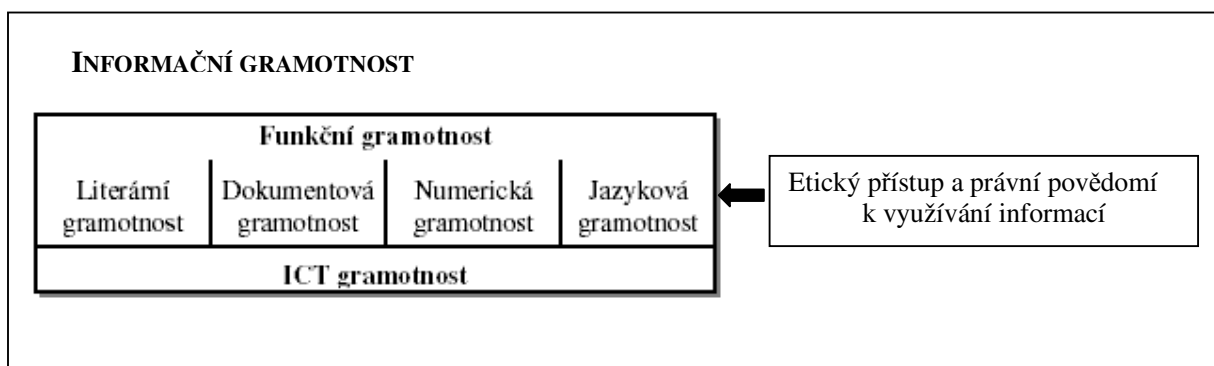 INFORMAČNÍ GRAMOTNOST
Funkční gramotnost
Literární
gramotnost
Dokumentová
gramotnost
Numerická
gramotnost
Jazyková
gramotnost
ICT gramotnost
Etický přístup a právní povědomí
k využívání informací